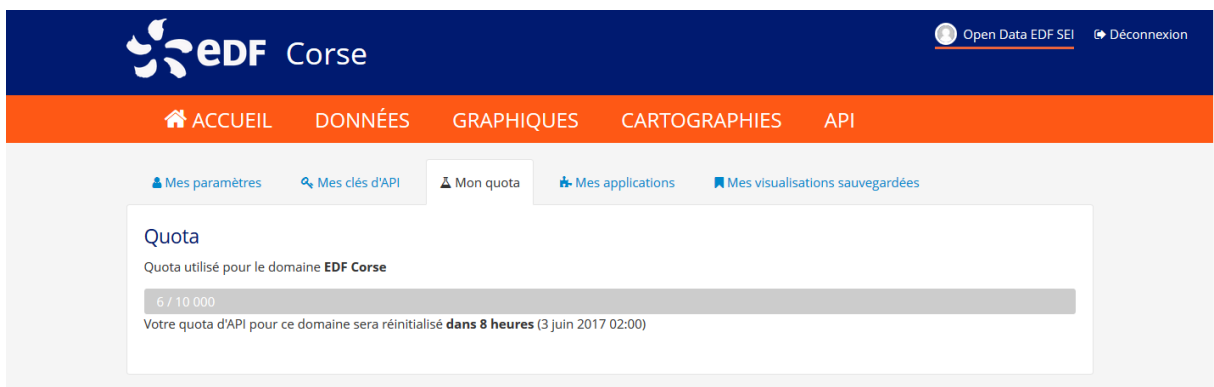 edf Corse
Open Data EDF SEI Déconnexion
ACCUEIL DONNÉES GRAPHIQUES CARTOGRAPHIES API
Mes paramètres Mes clés d'API Mon quota Mes applications Mes visualisations sauvegardées
Quota
Quota utilisé pour le domaine EDF Corse
6 / 10 000
Votre quota d'API pour ce domaine sera réinitialisé dans 8 heures (3 juin 2017 02:00)